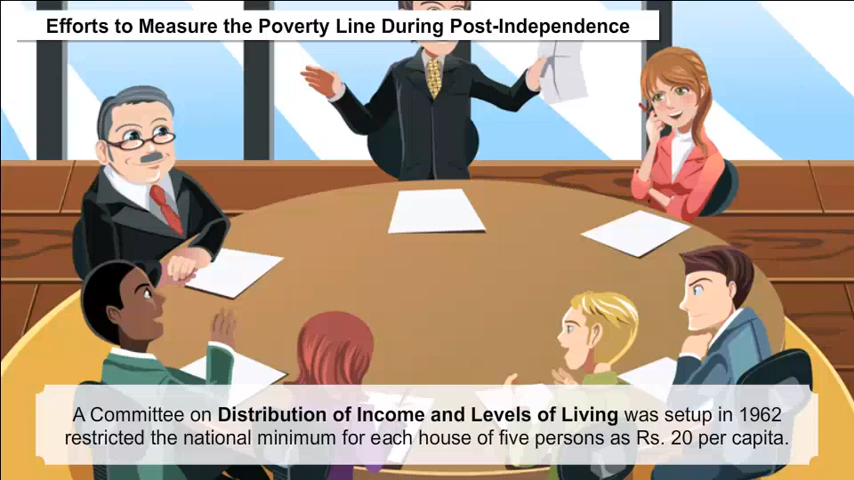 Efforts to Measure the Poverty Line During Post-Independence
A Committee on Distribution of Income and Levels of Living was setup in 1962
restricted the national minimum for each house of five persons as Rs. 20 per capita.